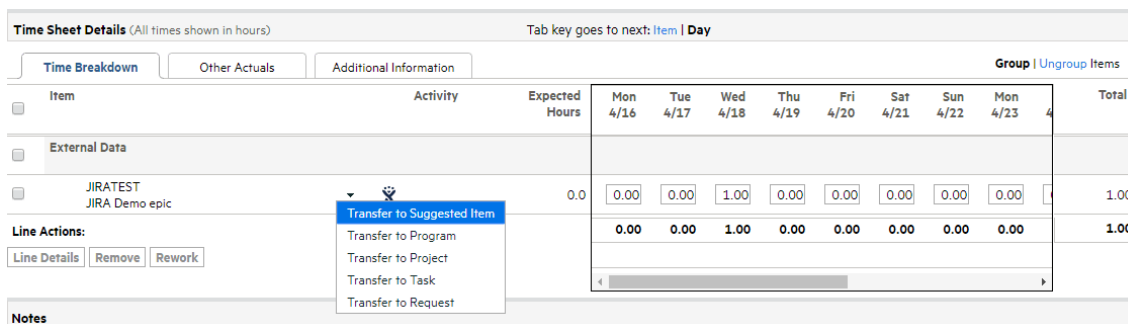 Time Sheet Details (All times shown in hours) Tab key goes to next: Item | Day
Time Breakdown Other Actuals Additional Information Group | Ungroup Items
Item Activity Expected Hours Mon 4/16 Tue 4/17 Wed 4/18 Thu 4/19 Fri 4/20 Sat 4/21 Sun 4/22 Mon 4/23 Total
External Data
JIRATEST
JIRA Demo epic 0.0 0.00 0.00 1.00 0.00 0.00 0.00 0.00 0.00 1.00
Transfer to Suggested Item
Transfer to Program
Transfer to Project
Transfer to Task
Transfer to Request
Line Actions: 0.00 0.00 1.00 0.00 0.00 0.00 0.00 0.00 1.00
Line Details Remove Rework
Notes